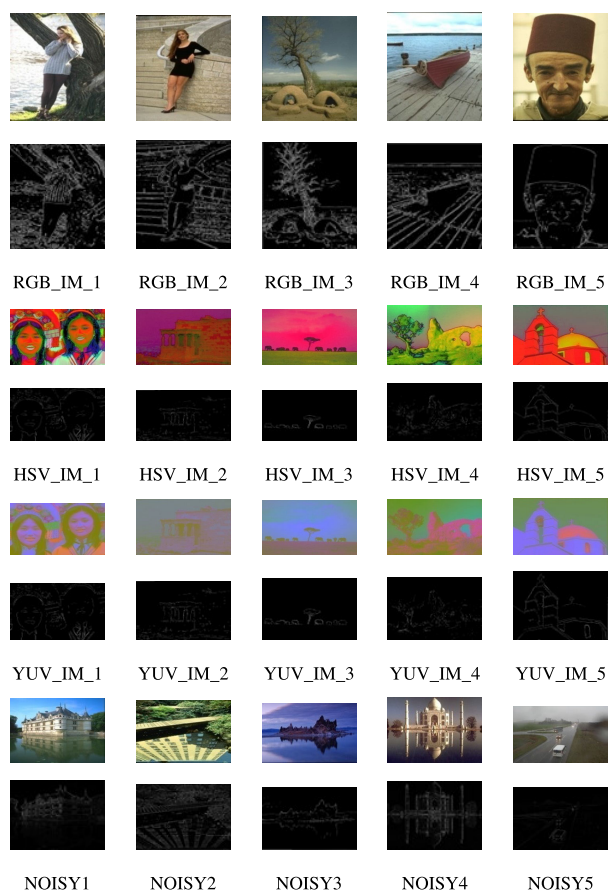 RGB_IM_1 RGB_IM_2 RGB_IM_3 RGB_IM_4 RGB_IM_5
HSV_IM_1 HSV_IM_2 HSV_IM_3 HSV_IM_4 HSV_IM_5
YUV_IM_1 YUV_IM_2 YUV_IM_3 YUV_IM_4 YUV_IM_5
NOISY1 NOISY2 NOISY3 NOISY4 NOISY5